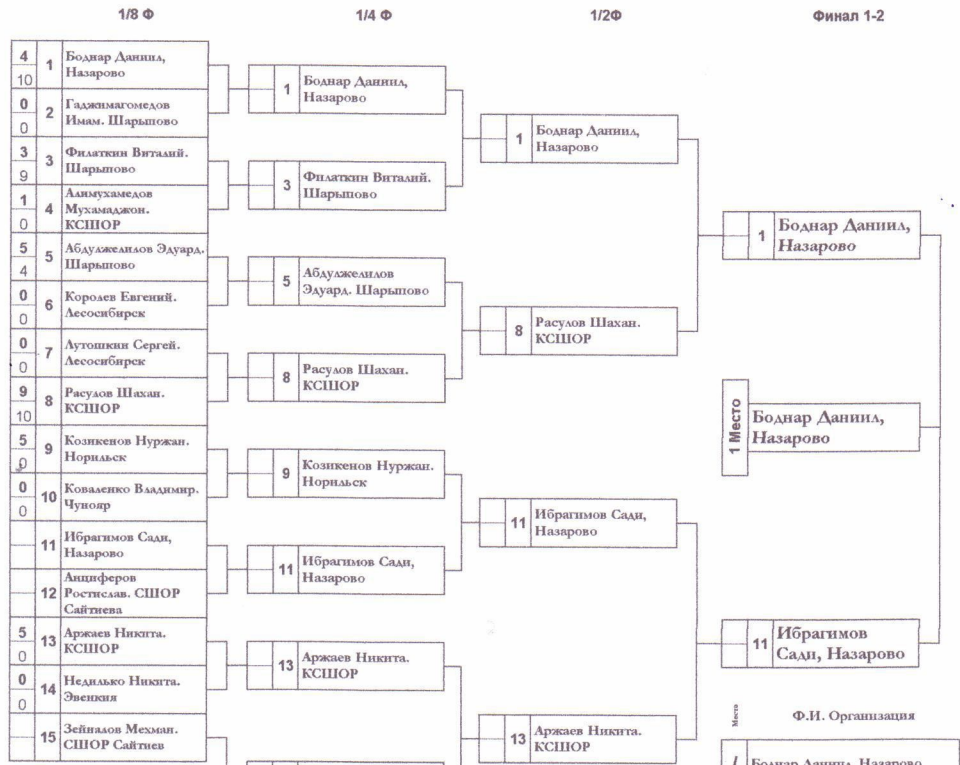 1/8 Ф
1/4 Ф
1/2Ф
Финал 1-2
4
10
1
Боднар Даниил,
Назарово
0
0
2
Гаджимагомедов
Имам. Шарыпово
3
9
3
Филаткин Виталий.
Шарыпово
1
0
4
Алимухамедов
Мухамаджон.
КСШОР
5
4
5
Абдулжелилов Эдуард.
Шарыпово
0
0
6
Королев Евгений.
Лесосибирск
0
0
7
Лутошкин Сергей.
Лесосибирск
9
10
8
Расулов Шахан.
КСШОР
5
0
9
Козикенов Нуржан.
Норильск
0
0
10
Коваленко Владимир.
Чунояр
11
Ибрагимов Сади,
Назарово
12
Анциферов
Ростислав. СШОР
Сайтиева
5
0
13
Аржаев Никита.
КСШОР
0
0
14
Недилько Никита.
Эвенкия
15
Зейналов Мехман.
СШОР Сайтиев
1
Боднар Даниил,
Назарово
3
Филаткин Виталий.
Шарыпово
5
Абдулжелилов
Эдуард. Шарыпово
8
Расулов Шахан.
КСШОР
9
Козикенов Нуржан.
Норильск
11
Ибрагимов Сади,
Назарово
13
Аржаев Никита.
КСШОР
1
Боднар Даниил,
Назарово
8
Расулов Шахан.
КСШОР
11
Ибрагимов Сади,
Назарово
13
Аржаев Никита.
КСШОР
1
Боднар Даниил,
Назарово
1 Место
Боднар Даниил,
Назарово
11
Ибрагимов
Сади, Назарово
Места
Ф.И. Организация
1
Боднар Даниил, Назарово